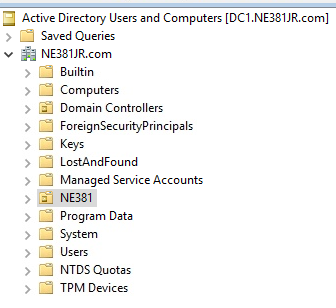 Active Directory Users and Computers [DC1.NE381JR.com]
Saved Queries
NE381JR.com
Builtin
Computers
Domain Controllers
ForeignSecurityPrincipals
Keys
LostAndFound
Managed Service Accounts
NE381
Program Data
System
Users
NTDS Quotas
TPM Devices